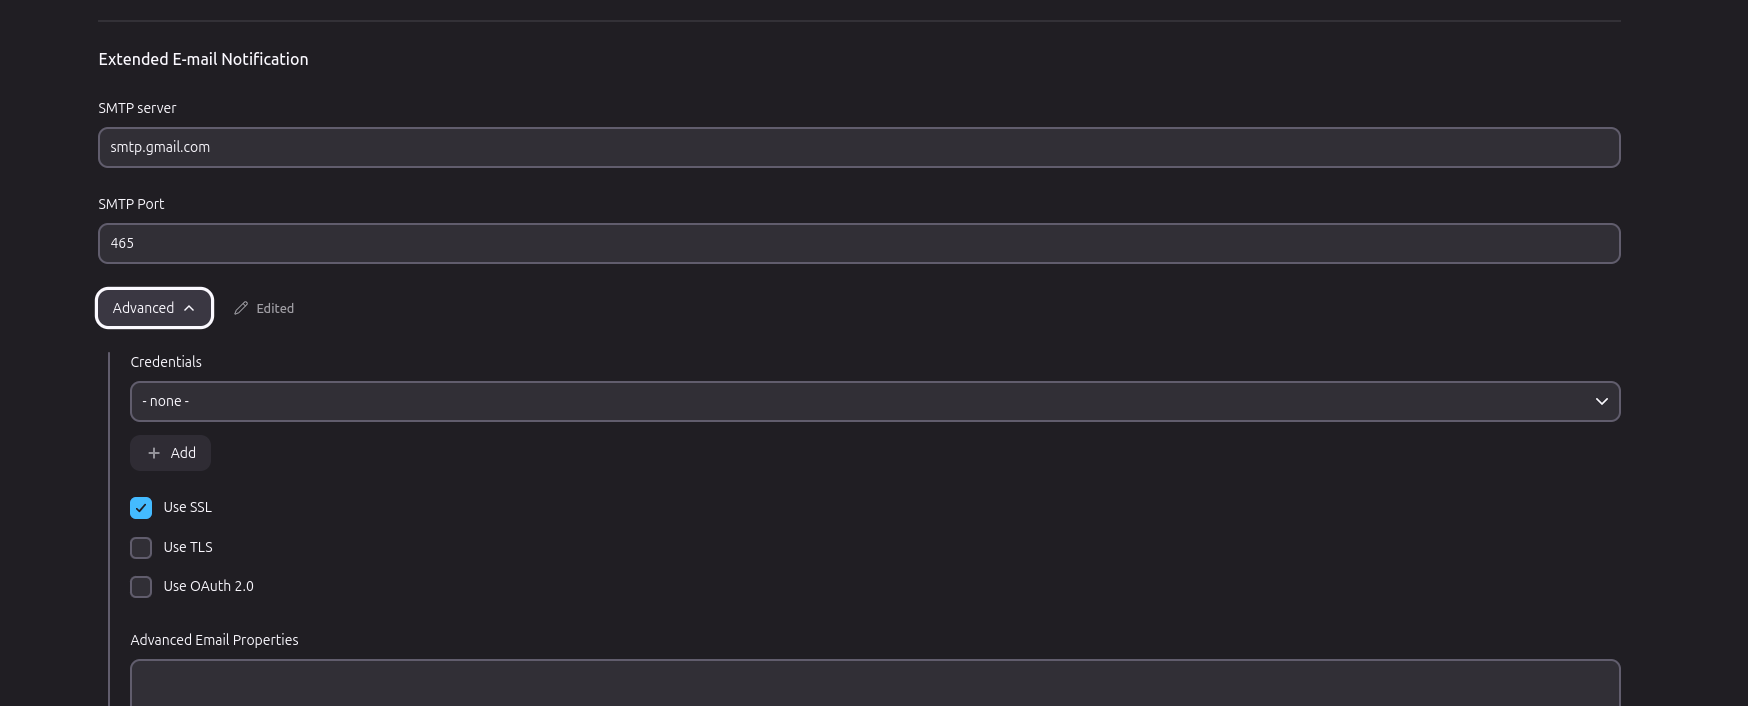 Extended E-mail Notification
SMTP server
smtp.gmail.com
SMTP Port
465
Advanced Edited
Credentials
- none -
Add
Use SSL
Use TLS
Use OAuth 2.0
Advanced Email Properties